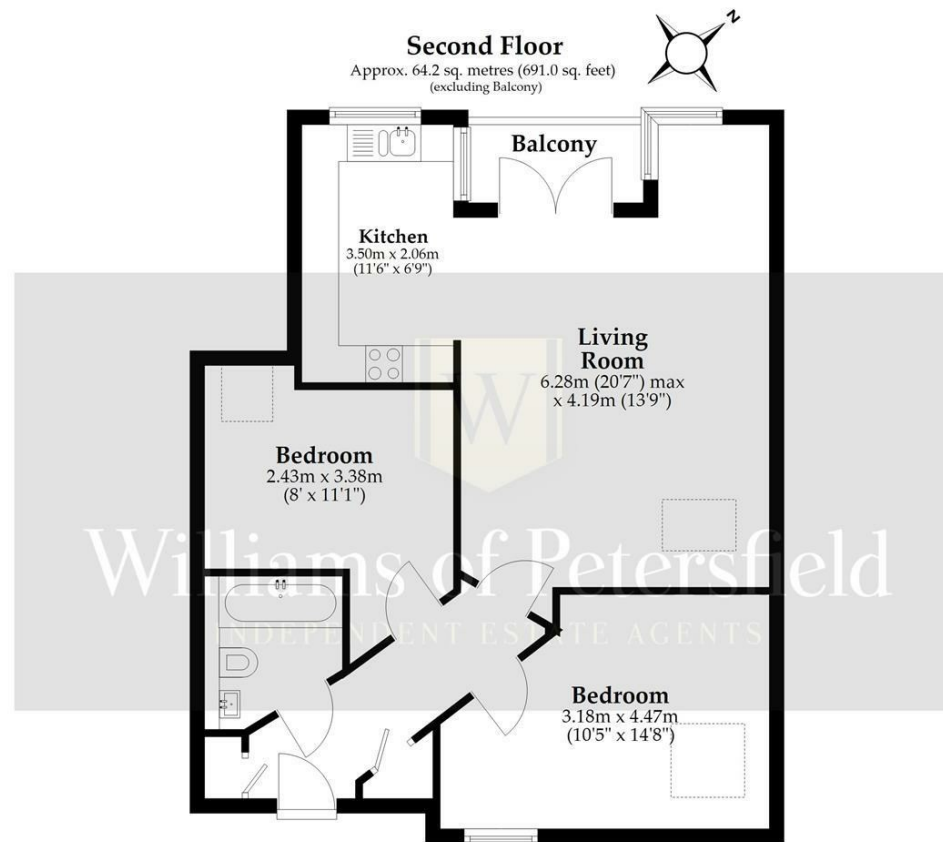 Second Floor
Approx. 64.2 sq. metres (691.0 sq. feet)
(excluding Balcony)
N
Balcony
Kitchen
3.50m x 2.06m
(11'6" x 6'9")
Living
Room
6.28m (20'7") max
x 4.19m (13'9")
W
Bedroom
2.43m x 3.38m
(8' x 11'1")
Williams of Petersfield
INDEPENDENT ESTATE AGENTS
Bedroom
3.18m x 4.47m
(10'5" x 14'8")